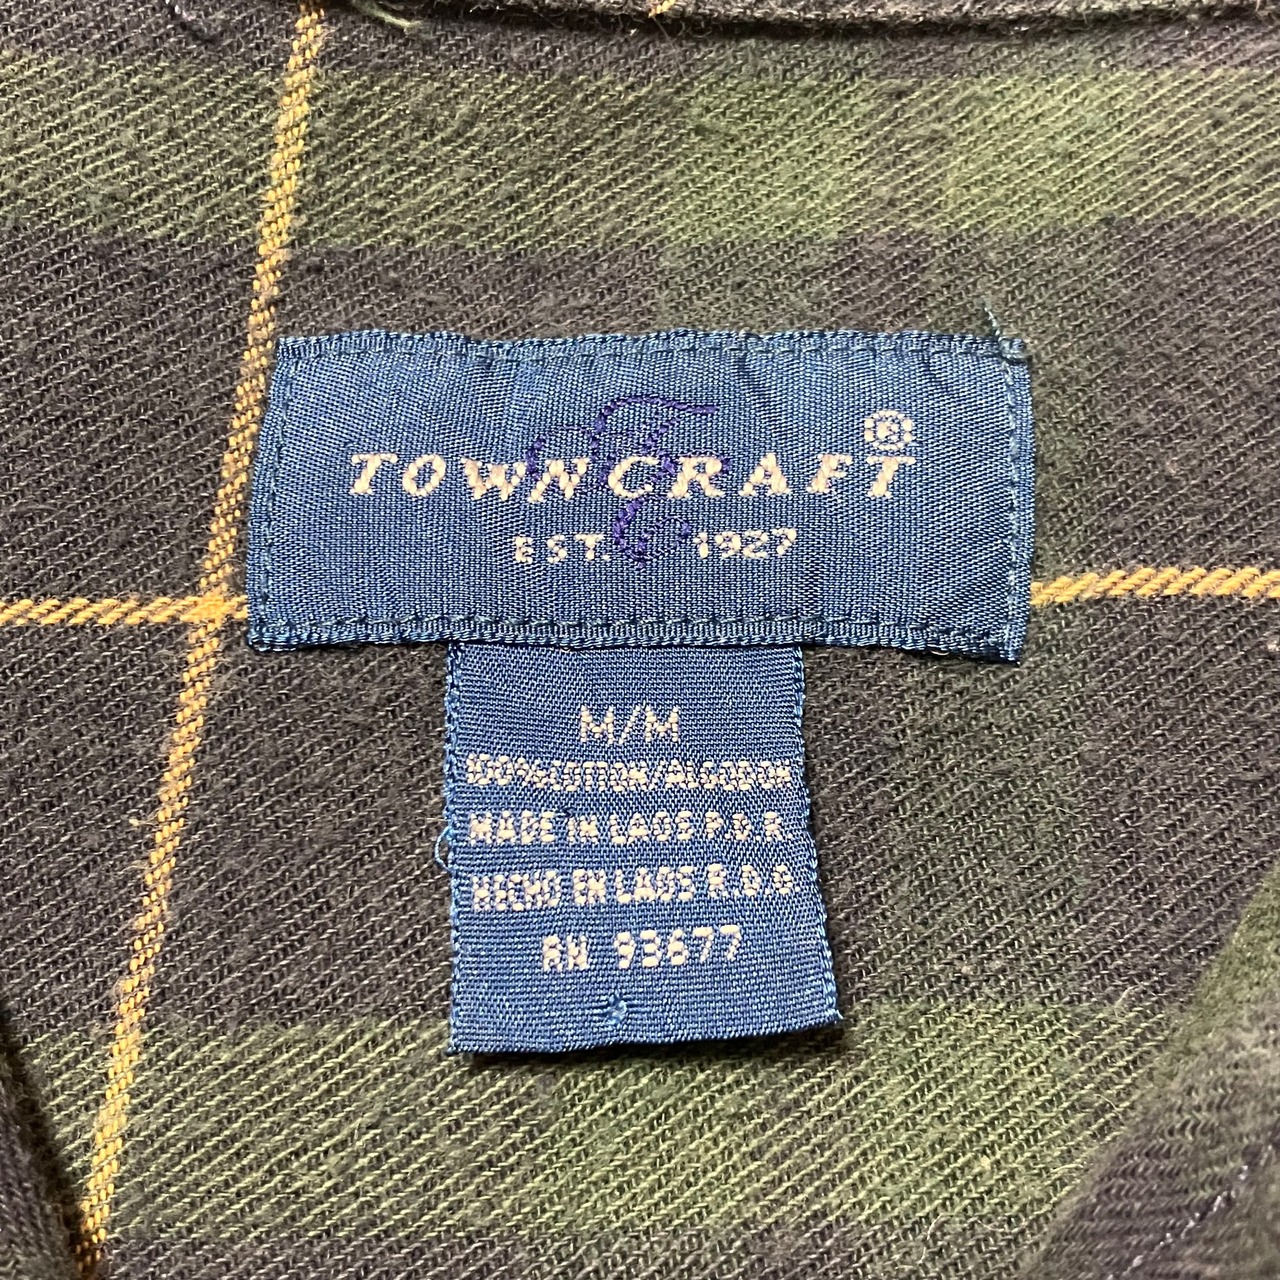 TOWNCRAFT®
EST. 1927
M/M
100% COTTON/ALGODON
MADE IN LAOS P.D.R.
HECHO EN LAOS R.D.O.
RN 93677